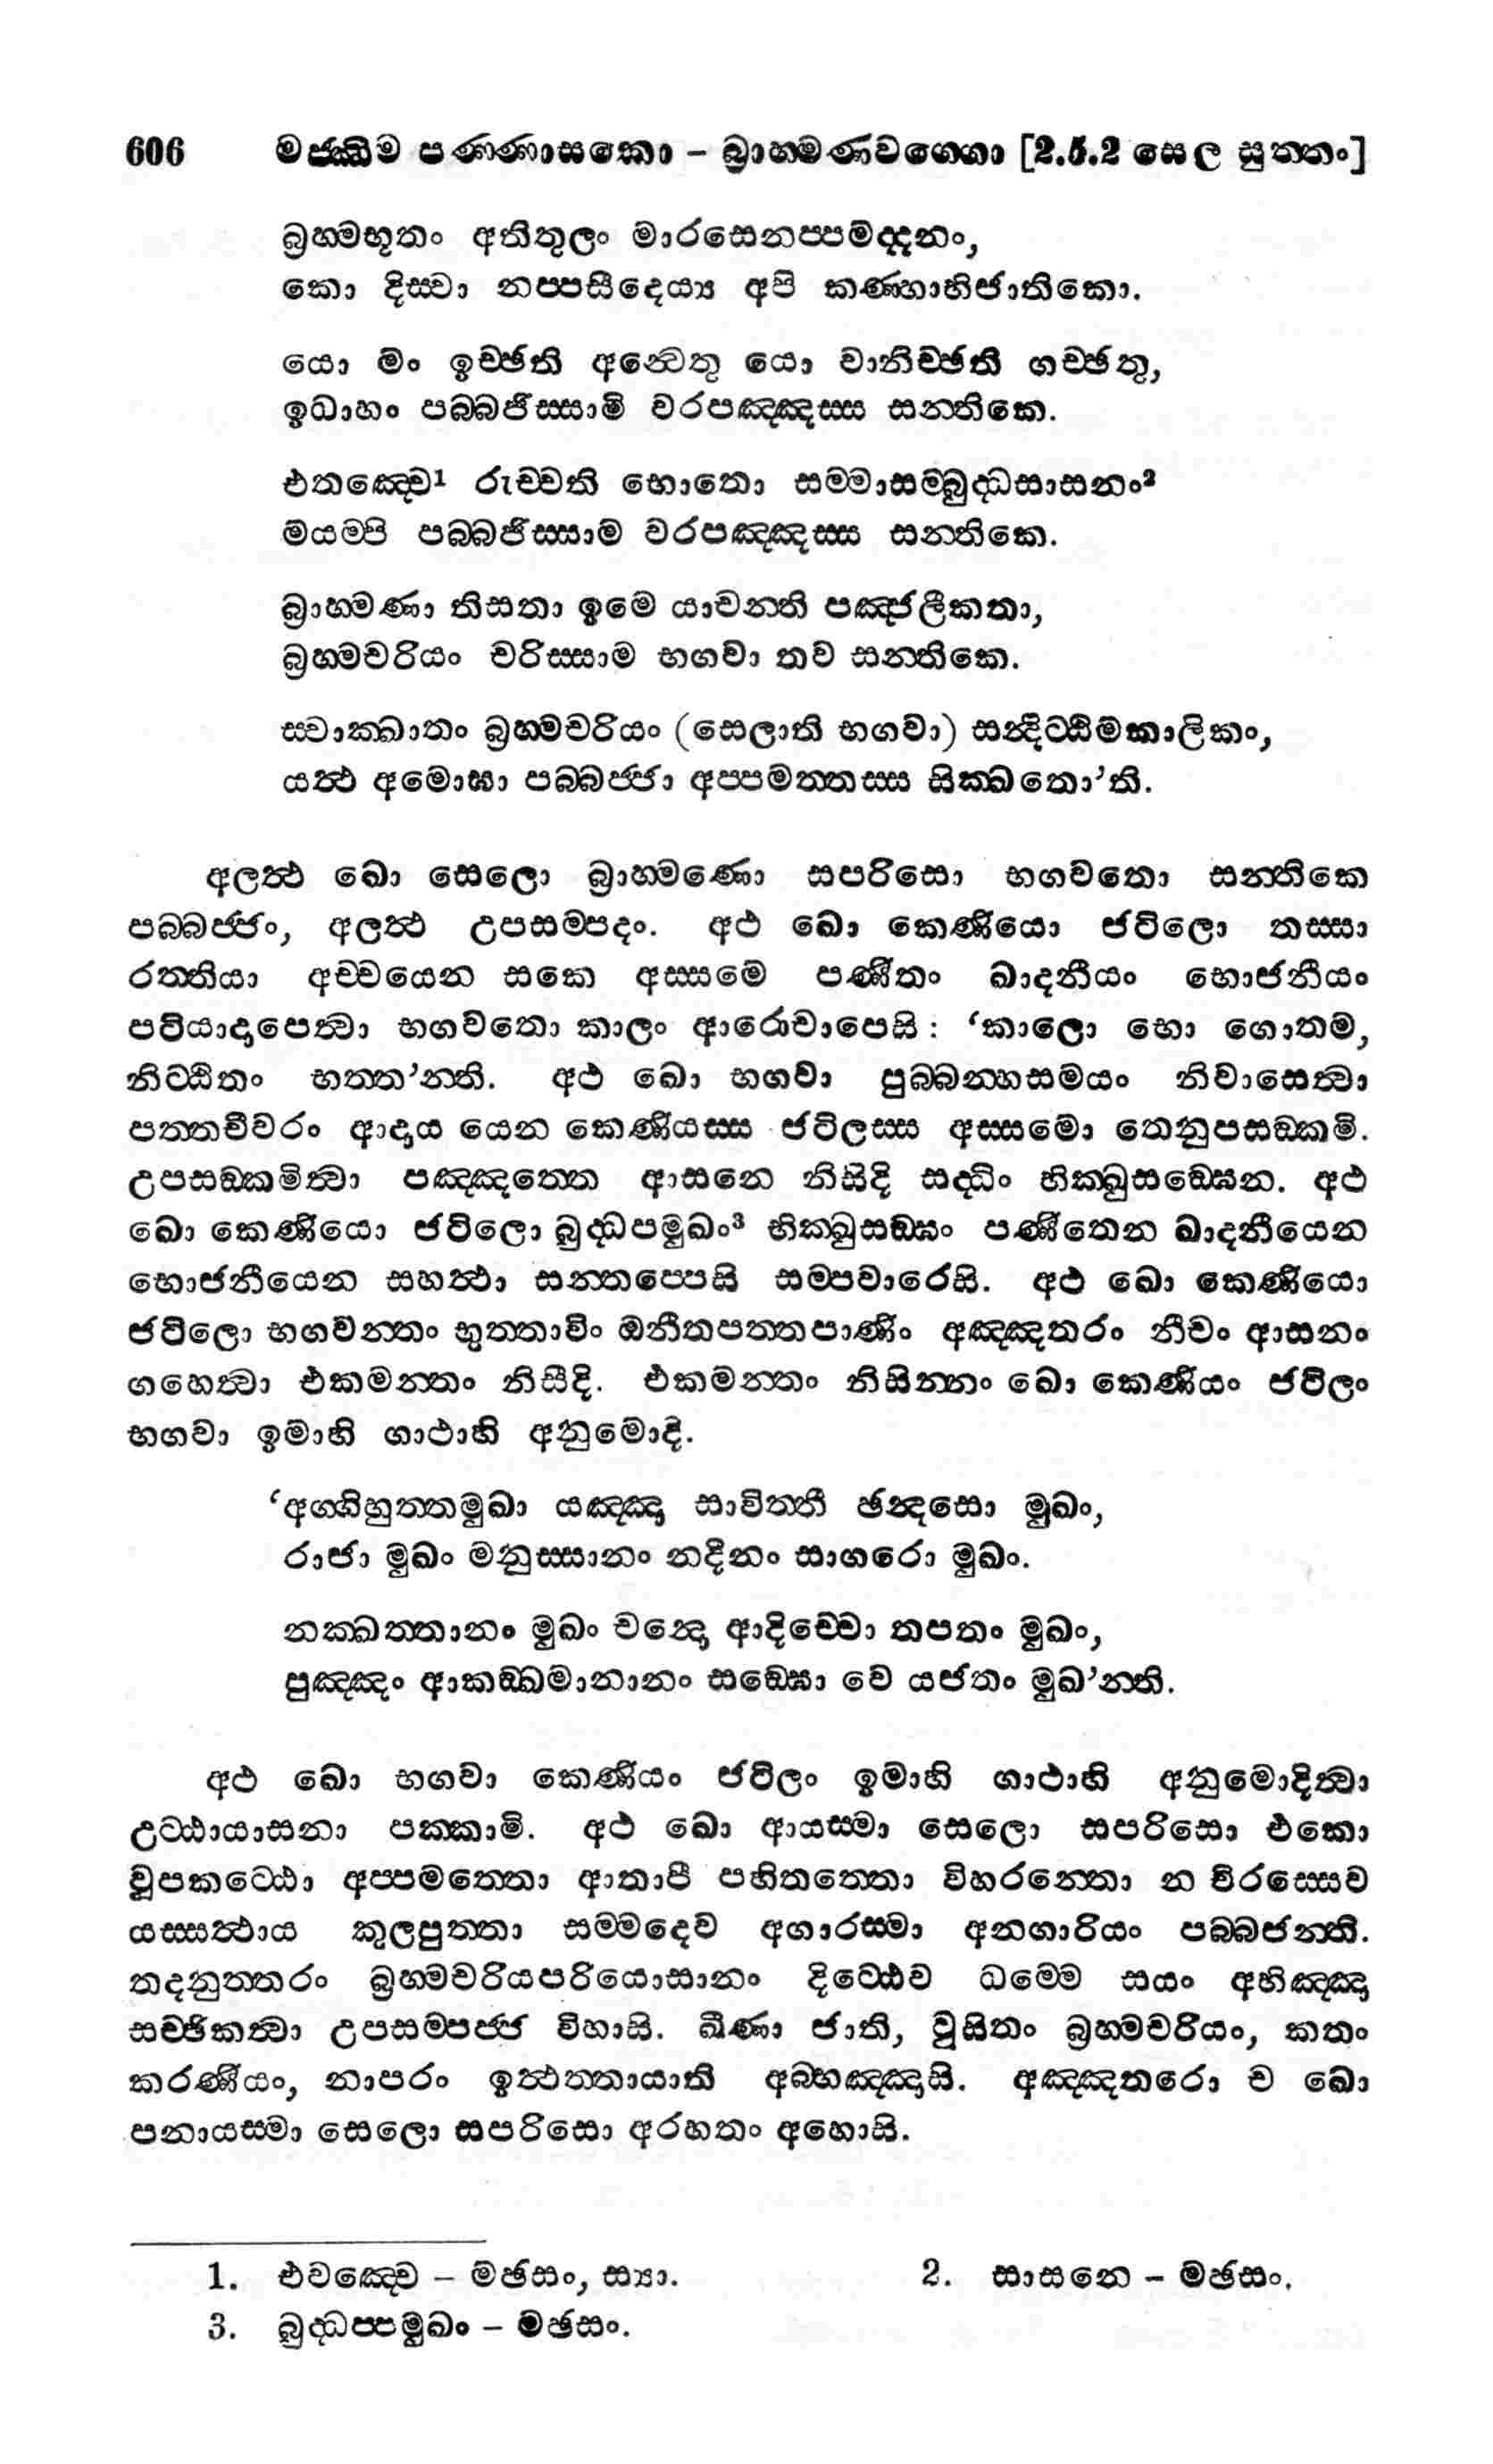 606 මජ්ඣිම පණ්ණාසකො – බ්‍රාහ්මණවග්ගො [2.5.2 සෙල සුත්තං]
බ්‍රහ්මභූතං අතිතුලං මාරසෙනප්පමද්දනං,
කො දිස්වා නප්පසීදෙය්‍ය අපි කණ්හාභිජාතිකො.
යො මං ඉච්ඡති අන්වෙතු යො වානිච්ඡති ගච්ඡතු,
ඉධාහං පබ්බජිස්සාමි වරපඤ්ඤස්ස සන්තිකෙ.
එතඤ්චෙ¹ රුච්චති භොතො සම්මාසම්බුද්ධසාසනං²
මයම්පි පබ්බජිස්සාම වරපඤ්ඤස්ස සන්තිකෙ.
බ්‍රාහ්මණා තිසතා ඉමෙ යාචන්ති පඤ්ජලීකතා,
බ්‍රහ්මචරියං චරිස්සාම භගවා තව සන්තිකෙ.
ස්වාක්ඛාතං බ්‍රහ්මචරියං (සෙලාති භගවා) සන්දිට්ඨිමකාලිකං,
යත්‍ථ අමොඝා පබ්බජ්ජා අප්පමත්තස්ස සික්ඛතො’ති.
අලත්‍ථ ඛො සෙලො බ්‍රාහ්මණො සපරිසො භගවතො සන්තිකෙ
පබ්බජ්ජං, අලත්‍ථ උපසම්පදං. අථ ඛො කෙණියො ජටිලො තස්සා
රත්තියා අච්චයෙන සකෙ අස්සමෙ පණීතං ඛාදනීයං භොජනීයං
පටියාදාපෙත්‍වා භගවතො කාලං ආරොචාපෙසි : ‘කාලො භො ගොතම,
නිට්ඨිතං භත්ත’න්ති. අථ ඛො භගවා පුබ්බන්හසමයං නිවාසෙත්‍වා
පත්තචීවරං ආදාය යෙන කෙණියස්ස ජටිලස්ස අස්සමො තෙනුපසඞ්කමි.
උපසඞ්කමිත්‍වා පඤ්ඤත්තෙ ආසනෙ නිසීදි සද්ධිං භික්ඛුසඞ්ඝෙන. අථ
ඛො කෙණියො ජටිලො බුද්ධපමුඛං³ භික්ඛුසඞ්ඝං පණීතෙන ඛාදනීයෙන
භොජනීයෙන සහත්‍ථා සන්තප්පෙසි සම්පවාරෙසි. අථ ඛො කෙණියො
ජටිලො භගවන්තං භුත්තාවිං ඔනීතපත්තපාණිං අඤ්ඤතරං නීචං ආසනං
ගහෙත්‍වා එකමන්තං නිසීදි. එකමන්තං නිසින්නං ඛො කෙණියං ජටිලං
භගවා ඉමාහි ගාථාහි අනුමොදි.
‘අග්ගිහුත්තමුඛා යඤ්ඤා සාවිත්තී ඡන්දසො මුඛං,
රාජා මුඛං මනුස්සානං නදීනං සාගරො මුඛං.
නක්ඛත්තානං මුඛං චන්දො ආදිච්චො තපතං මුඛං,
පුඤ්ඤං ආකඞ්ඛමානානං සඞ්ඝො වෙ යජතං මුඛ’න්ති.
අථ ඛො භගවා කෙණියං ජටිලං ඉමාහි ගාථාහි අනුමොදිත්‍වා
උට්ඨායාසනා පක්කාමි. අථ ඛො ආයස්මා සෙලො සපරිසො එකො
වූපකට්ඨො අප්පමත්තො ආතාපී පහිතත්තො විහරන්තො න චිරස්සෙව
යස්සත්‍ථාය කුලපුත්තා සම්මදෙව අගාරස්මා අනගාරියං පබ්බජන්ති.
තදනුත්තරං බ්‍රහ්මචරියපරියොසානං දිට්ඨෙව ධම්මෙ සයං අභිඤ්ඤා
සච්ඡිකත්‍වා උපසම්පජ්ජ විහාසි. ඛීණා ජාති, වූසිතං බ්‍රහ්මචරියං, කතං
කරණීයං, නාපරං ඉත්‍ථත්තායාති අබ්භඤ්ඤාසි. අඤ්ඤතරො ච ඛො
පනායස්මා සෙලො සපරිසො අරහතං අහොසි.
1. එවඤ්චෙ – මඡසං, ස්‍යා. 2. සාසනෙ – මඡසං.
3. බුද්ධප්පමුඛං – මඡසං.